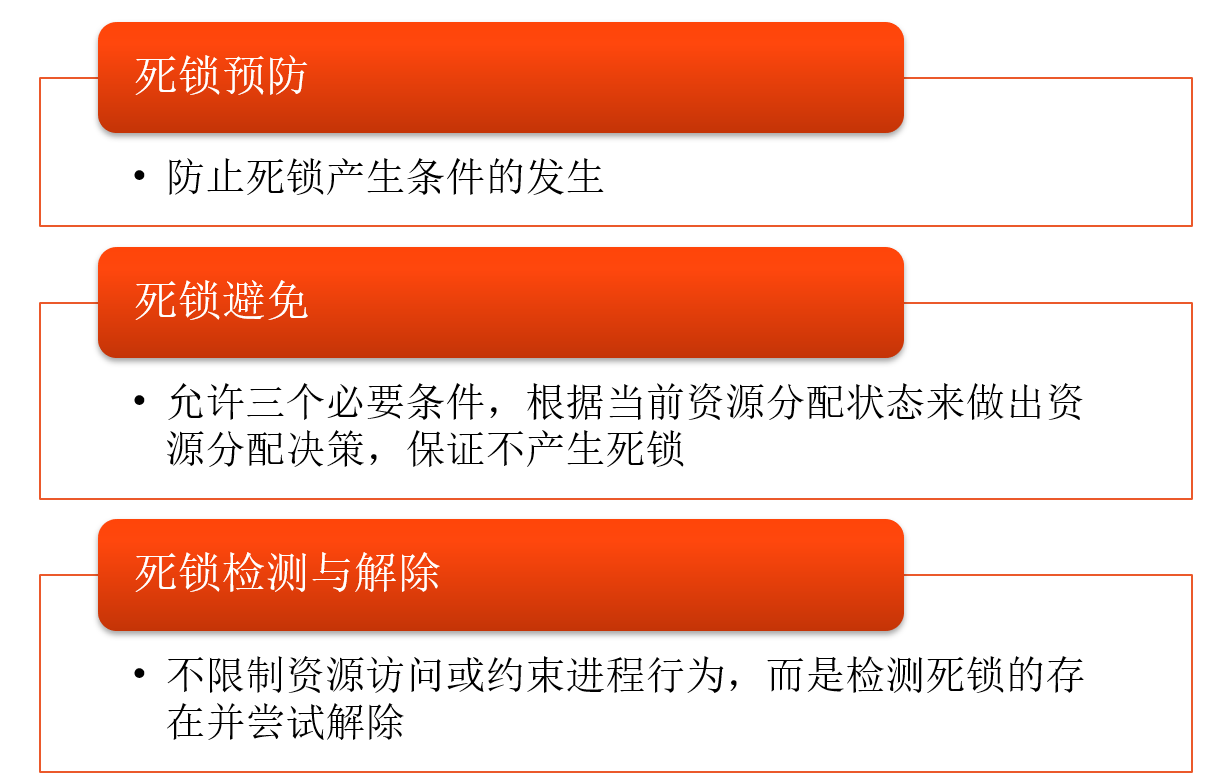 死锁预防
• 防止死锁产生条件的发生
死锁避免
• 允许三个必要条件，根据当前资源分配状态来做出资
源分配决策，保证不产生死锁
死锁检测与解除
• 不限制资源访问或约束进程行为，而是检测死锁的存
在并尝试解除